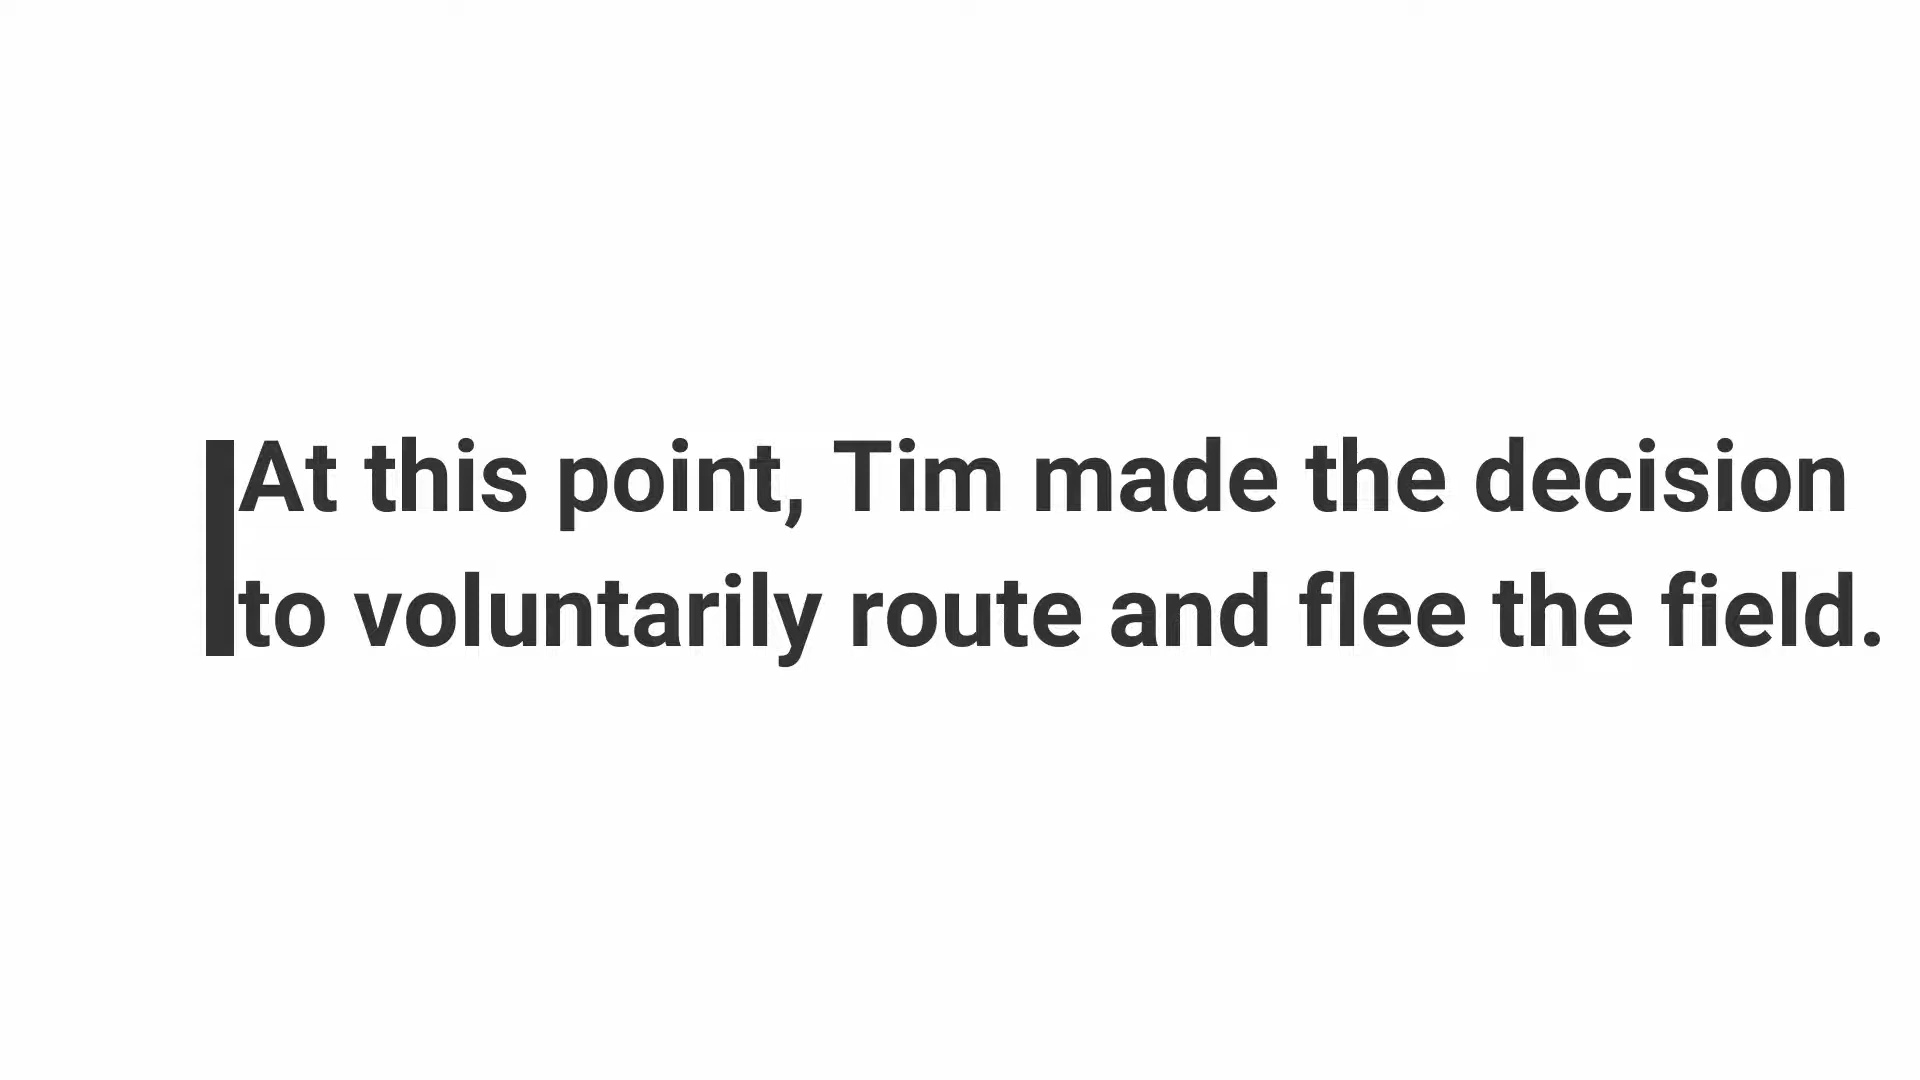 At this point, Tim made the decision
to voluntarily route and flee the field.